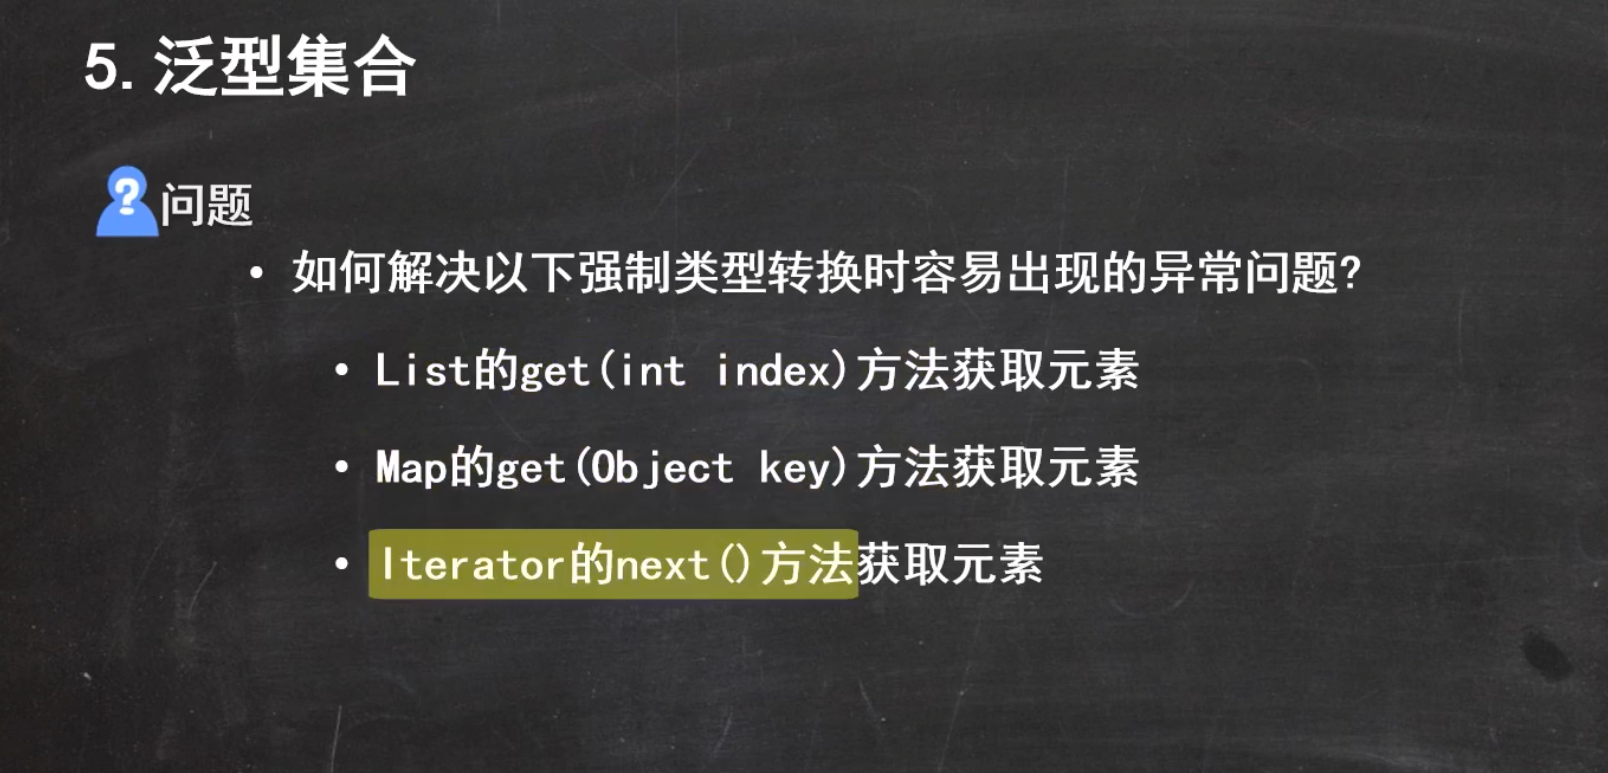 5. 泛型集合
问题
• 如何解决以下强制类型转换时容易出现的异常问题?
• List的get(int index)方法获取元素
• Map的get(Object key)方法获取元素
• Iterator的next()方法获取元素